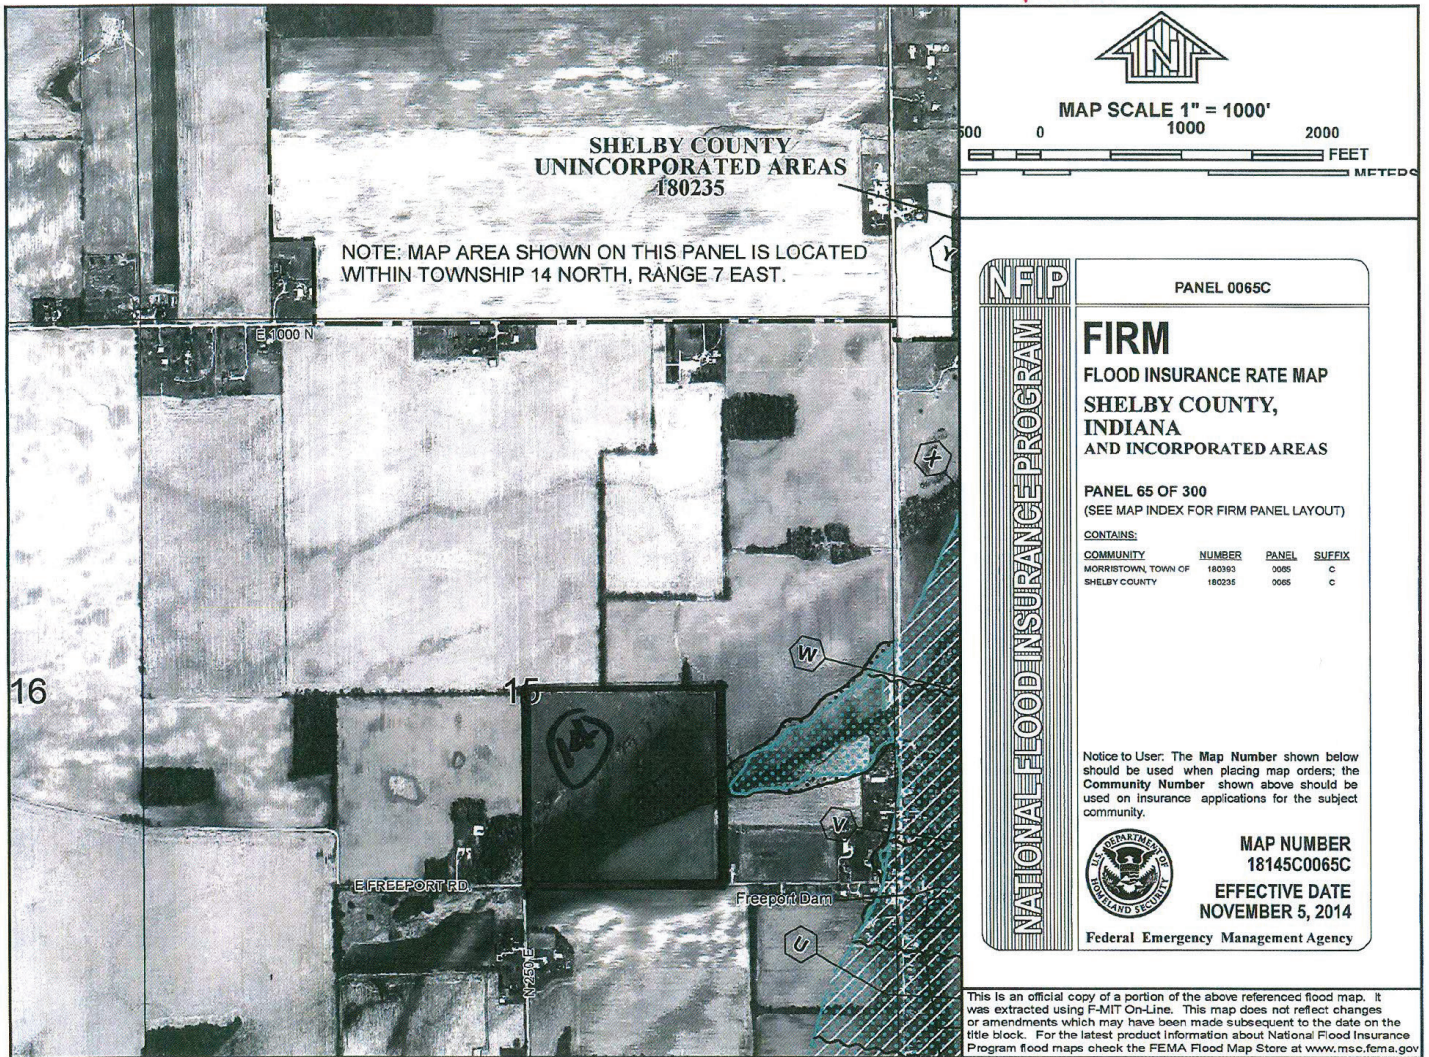 SHELBY COUNTY
UNINCORPORATED AREAS
180235
NOTE: MAP AREA SHOWN ON THIS PANEL IS LOCATED
WITHIN TOWNSHIP 14 NORTH, RANGE 7 EAST.
Y
E 1000 N
X
W
16
15
14
V
E FREEPORT RD
Freeport Dam
U
N 250 E
N
MAP SCALE 1" = 1000'
500 0 1000 2000
FEET
METERS
NFIP
NATIONAL FLOOD INSURANCE PROGRAM
PANEL 0065C
FIRM
FLOOD INSURANCE RATE MAP
SHELBY COUNTY,
INDIANA
AND INCORPORATED AREAS
PANEL 65 OF 300
(SEE MAP INDEX FOR FIRM PANEL LAYOUT)
CONTAINS:
COMMUNITY NUMBER PANEL SUFFIX
MORRISTOWN, TOWN OF 180393 0065 C
SHELBY COUNTY 180235 0065 C
Notice to User: The Map Number shown below
should be used when placing map orders; the
Community Number shown above should be
used on insurance applications for the subject
community.
U.S. DEPARTMENT OF HOMELAND SECURITY
MAP NUMBER
18145C0065C
EFFECTIVE DATE
NOVEMBER 5, 2014
Federal Emergency Management Agency
This is an official copy of a portion of the above referenced flood map. It
was extracted using F-MIT On-Line. This map does not reflect changes
or amendments which may have been made subsequent to the date on the
title block. For the latest product information about National Flood Insurance
Program flood maps check the FEMA Flood Map Store at www.msc.fema.gov